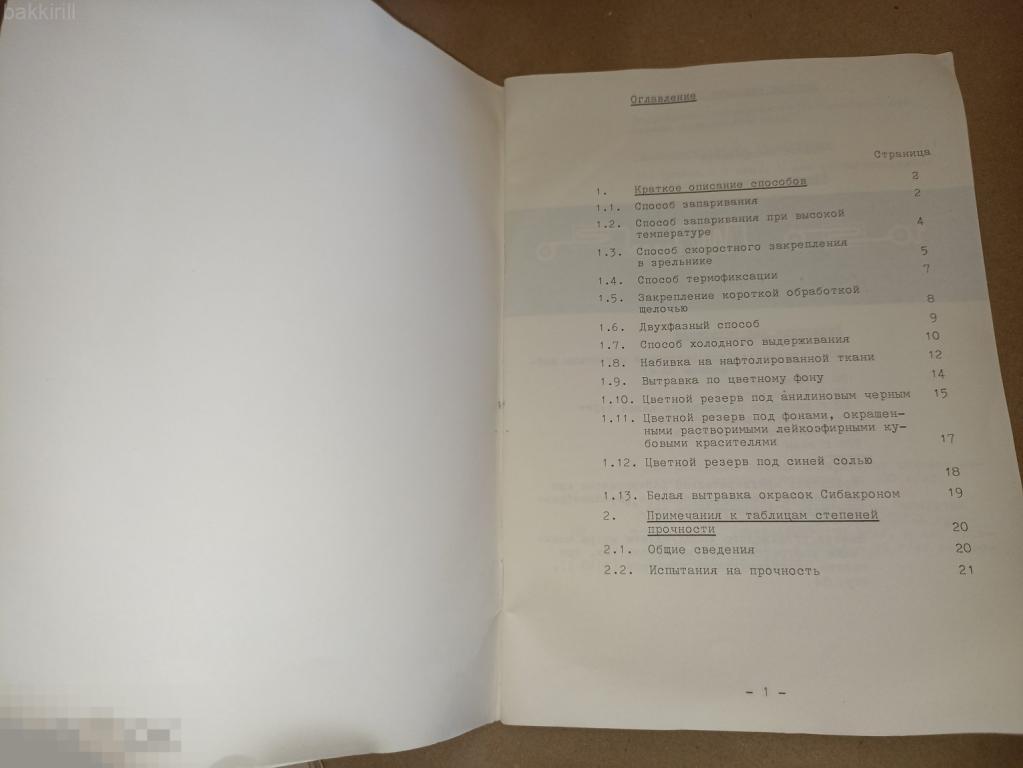 bakkirill
Оглавление
Страница
1. Краткое описание способов 2
1.1. Способ запаривания 2
1.2. Способ запаривания при высокой
температуре 4
1.3. Способ скоростного закрепления
в зрельнике 5
1.4. Способ термофиксации 7
1.5. Закрепление короткой обработкой
щелочью 8
1.6. Двухфазный способ 9
1.7. Способ холодного выдерживания 10
1.8. Набивка на нафтолированной ткани 12
1.9. Вытравка по цветному фону 14
1.10. Цветной резерв под анилиновым черным 15
1.11. Цветной резерв под фонами, окрашен-
ными растворимыми лейкоэфирными ку-
бовыми красителями 17
1.12. Цветной резерв под синей солью
18
1.13. Белая вытравка окрасок Сибакроном 19
2. Примечания к таблицам степеней
прочности 20
2.1. Общие сведения 20
2.2. Испытания на прочность 21
- 1 -